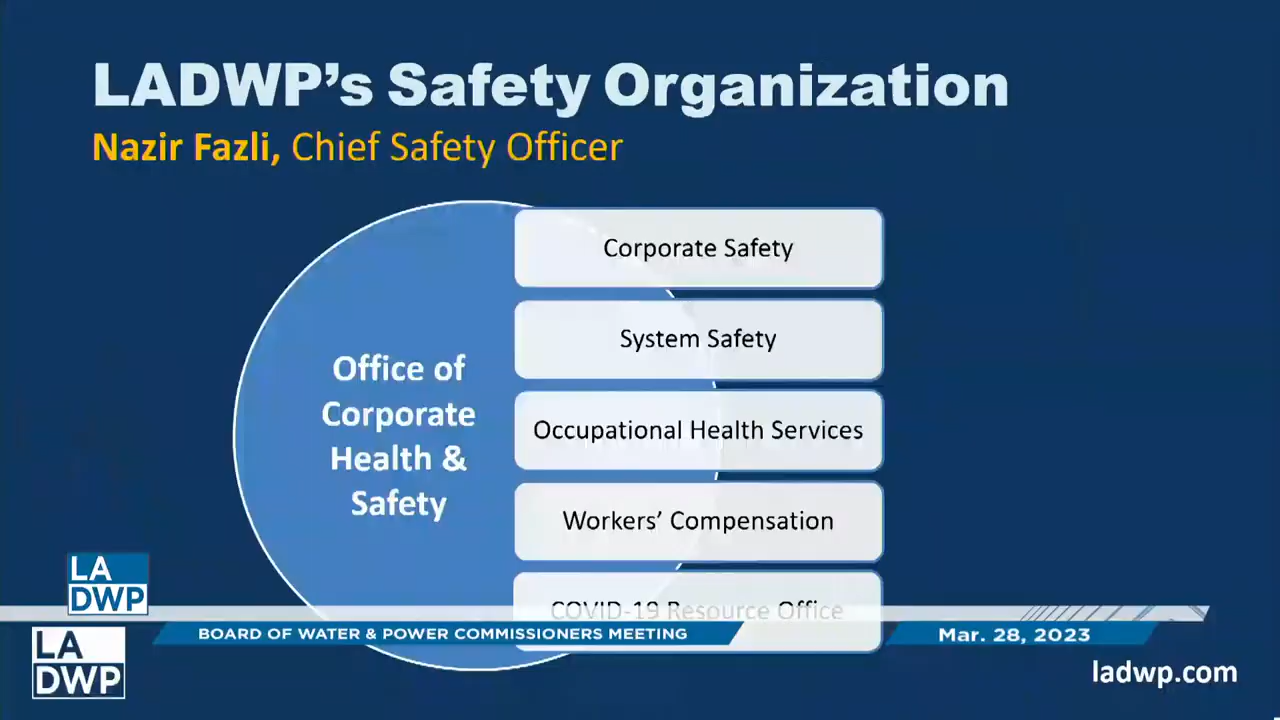 LADWP’s Safety Organization
Nazir Fazli, Chief Safety Officer
Office of
Corporate
Health &
Safety
Corporate Safety
System Safety
Occupational Health Services
Workers’ Compensation
COVID-19 Resource Office
LA
DWP
BOARD OF WATER & POWER COMMISSIONERS MEETING
Mar. 28, 2023
LA
DWP
ladwp.com